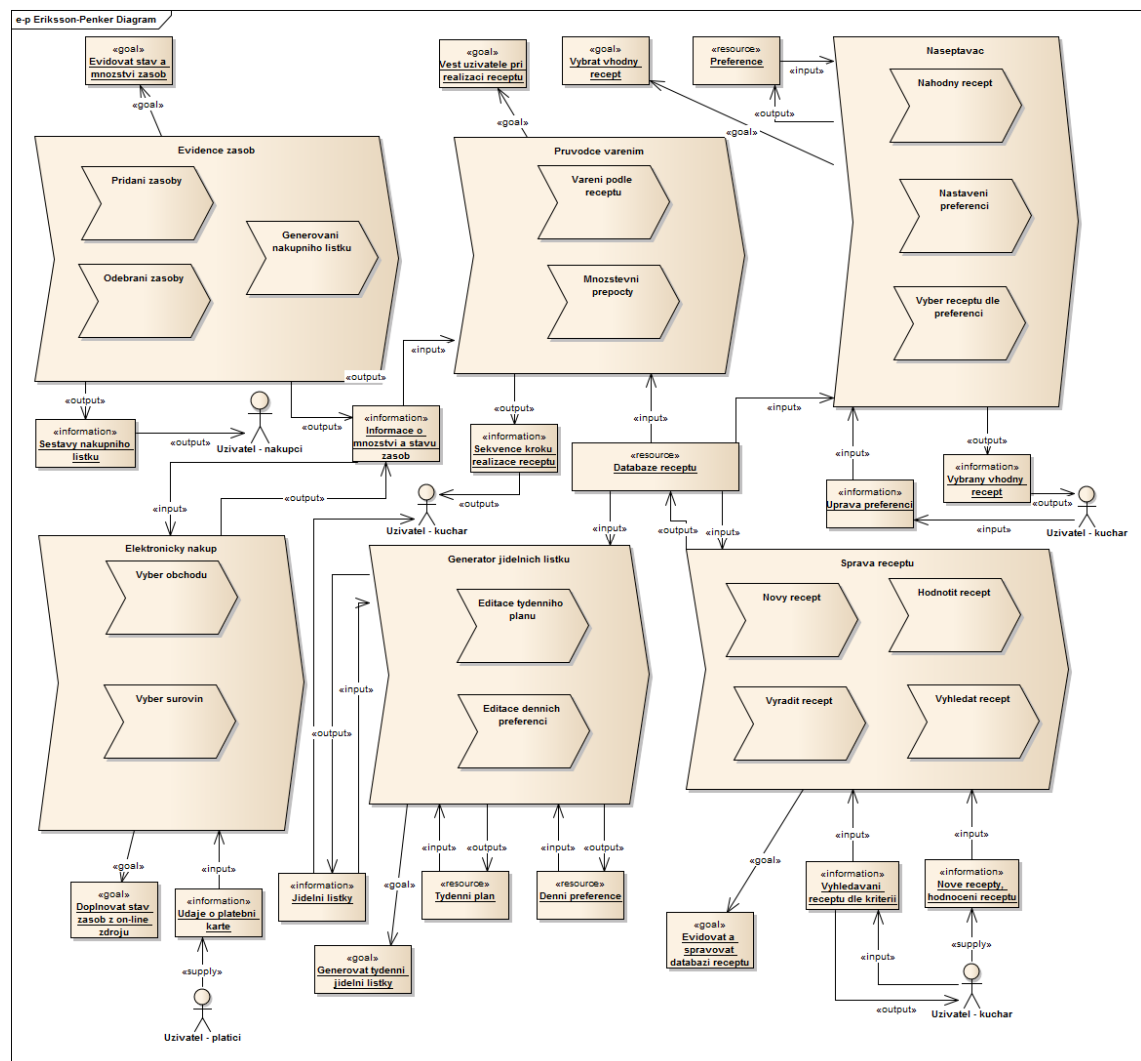 e-p Eriksson-Penker Diagram
«goal»
Evidovat stav a
mnozstvi zasob
«goal»
Evidence zasob
Pridani zasoby
Generovani
nakupniho listku
Odebrani zasoby
«output»
«output»
«output»
«information»
Sestavy nakupniho
listku
«output»
Uzivatel - nakupci
«information»
Informace o
mnozstvi a stavu
zasob
«input»
«output»
«input»
«goal»
Vest uzivatele pri
realizaci receptu
«goal»
Pruvodce varenim
Vareni podle
receptu
Mnozstevni
prepocty
«output»
«information»
Sekvence kroku
realizace receptu
«output»
Uzivatel - kuchar
«input»
«goal»
Vybrat vhodny
recept
«goal»
«resource»
Preference
«input»
«output»
Naseptavac
Nahodny recept
Nastaveni
preferenci
Vyber receptu dle
preferenci
«input»
«resource»
Databaze receptu
«input»
«information»
Uprava preferenci
«input»
«output»
«information»
Vybrany vhodny
recept
«output»
Uzivatel - kuchar
«input»
«output»
«input»
Elektronicky nakup
Vyber obchodu
Vyber surovin
«goal»
«goal»
Doplnovat stav
zasob z on-line
zdroju
«input»
«information»
Udaje o platebni
karte
«supply»
Uzivatel - platici
Generator jidelnich listku
Editace tydenniho
planu
Editace dennich
preferenci
«output»
«input»
«output»
«information»
Jidelni listky
«goal»
«goal»
Generovat tydenni
jidelni listky
«input»
«output»
«resource»
Tydenni plan
«input»
«output»
«resource»
Denni preference
Sprava receptu
Novy recept
Hodnotit recept
Vyradit recept
Vyhledat recept
«goal»
«goal»
Evidovat a
spravovat
databazi receptu
«input»
«information»
Vyhledavani
receptu dle kriterii
«input»
«information»
Nove recepty,
hodnoceni receptu
«input»
«supply»
«output»
Uzivatel - kuchar